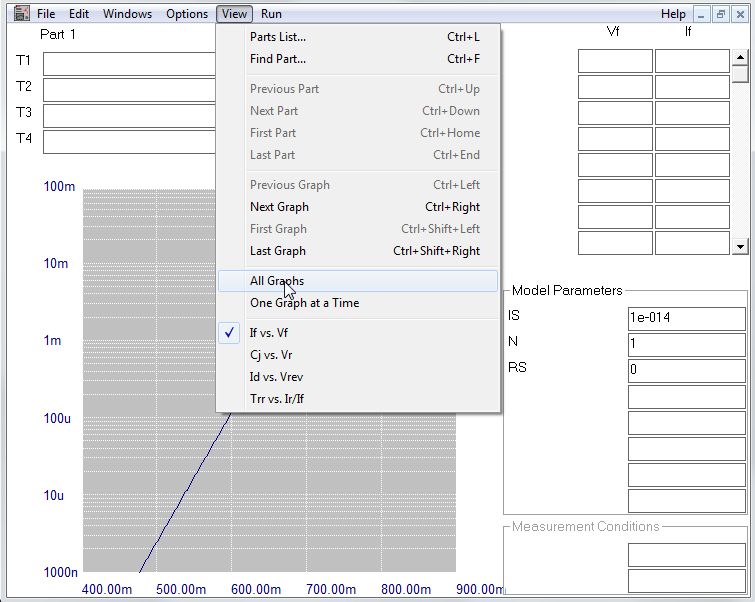 File Edit Windows Options View Run Help
Part 1
Vf If
T1
T2
T3
T4
Parts List... Ctrl+L
Find Part... Ctrl+F
Previous Part Ctrl+Up
Next Part Ctrl+Down
First Part Ctrl+Home
Last Part Ctrl+End
Previous Graph Ctrl+Left
Next Graph Ctrl+Right
First Graph Ctrl+Shift+Left
Last Graph Ctrl+Shift+Right
All Graphs
One Graph at a Time
If vs. Vf
Cj vs. Vr
Id vs. Vrev
Trr vs. Ir/If
100m
10m
1m
100u
10u
1000n
400.00m 500.00m 600.00m 700.00m 800.00m 900.00m
Model Parameters
IS 1e-014
N 1
RS 0
Measurement Conditions